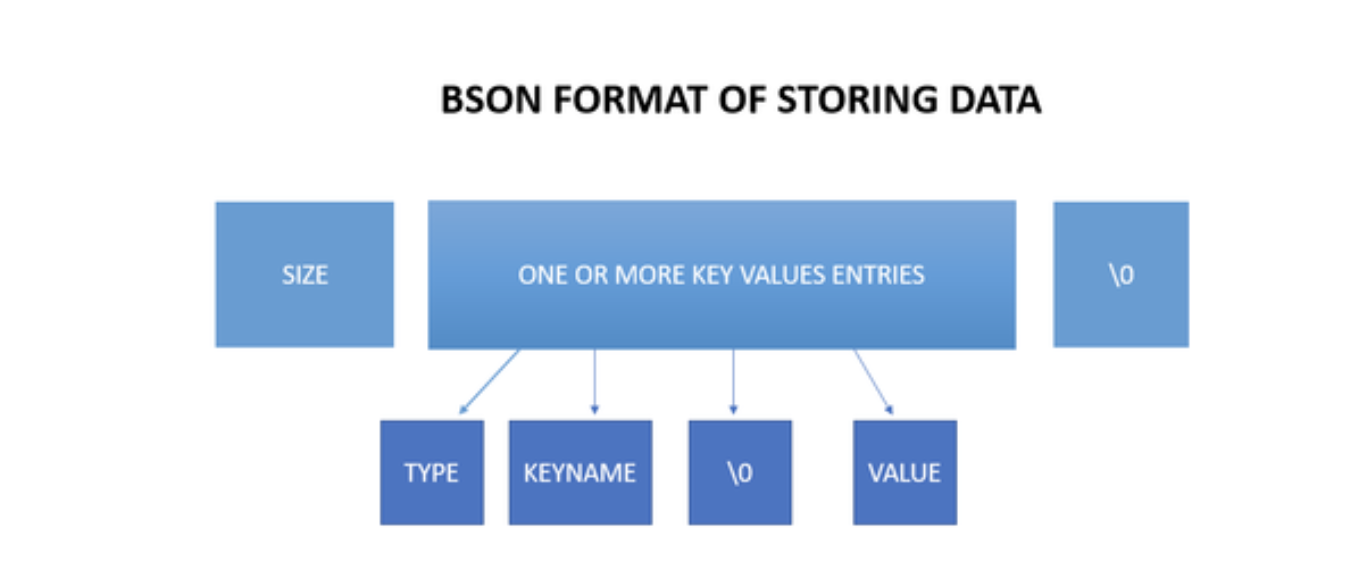 BSON FORMAT OF STORING DATA
SIZE
ONE OR MORE KEY VALUES ENTRIES
\0
TYPE
KEYNAME
\0
VALUE